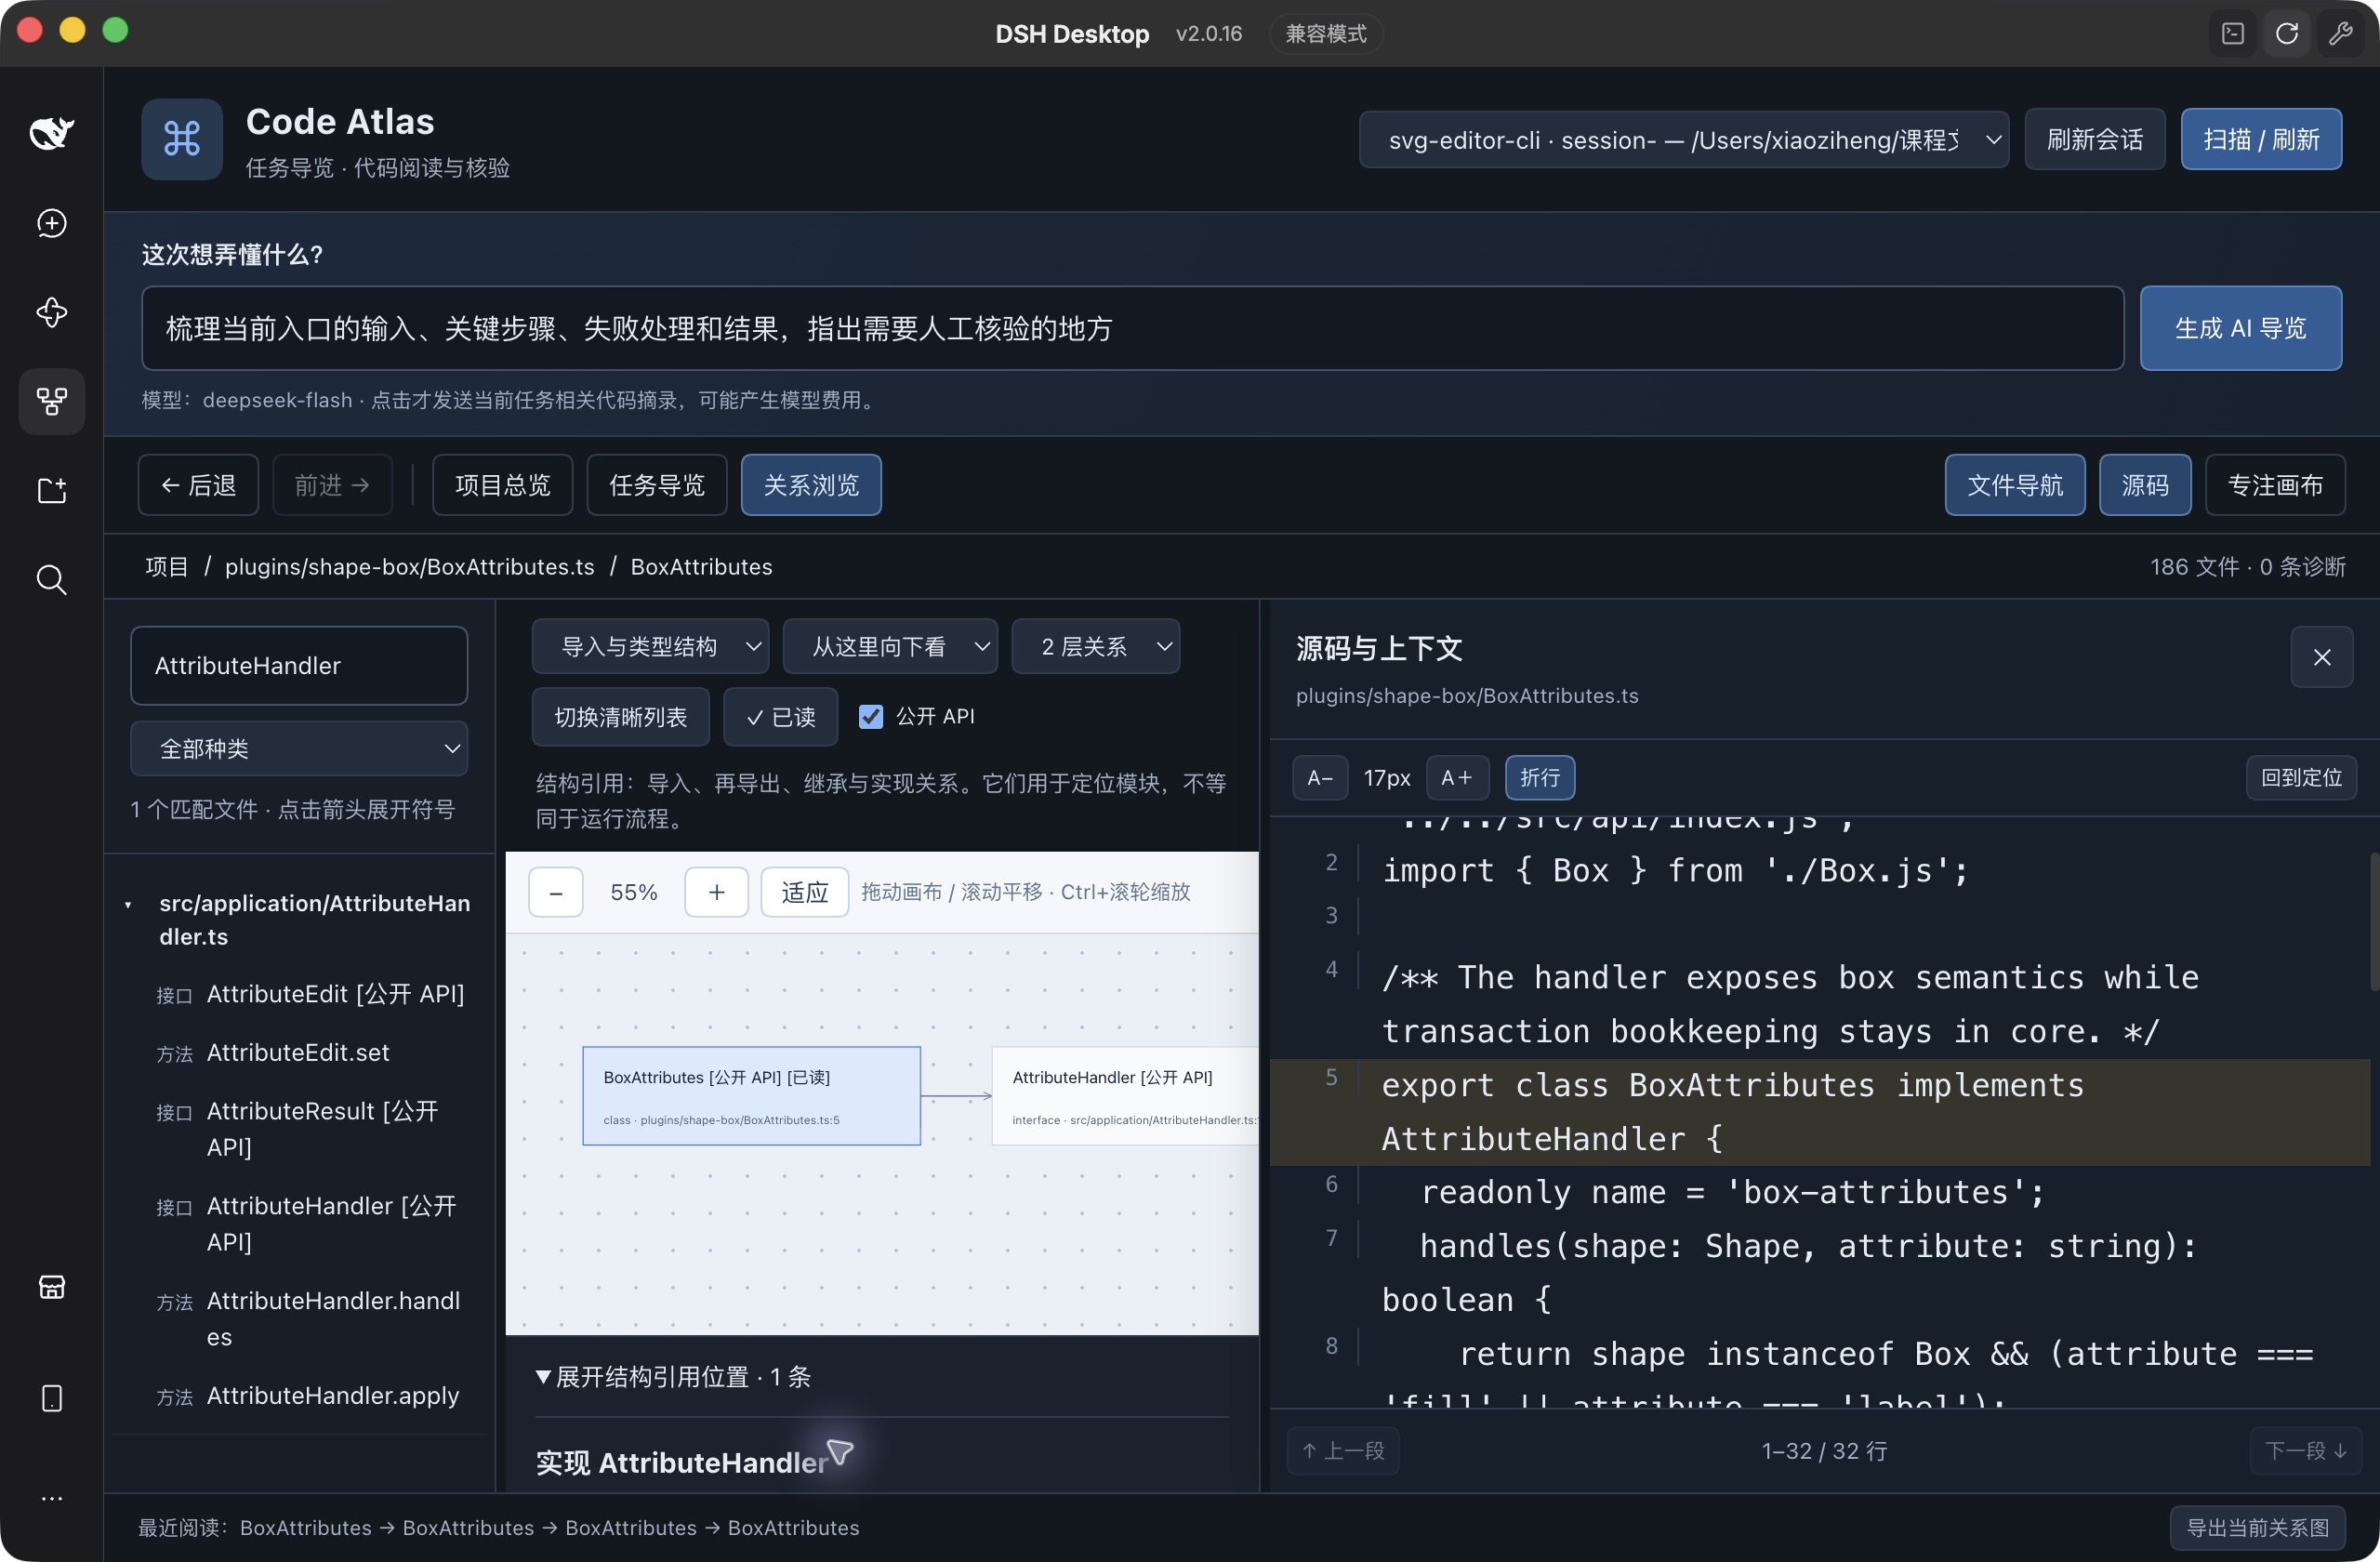 DSH Desktop v2.0.16 兼容模式
Code Atlas
任务导览 · 代码阅读与核验
svg-editor-cli · session- — /Users/xiaoziheng/课程
刷新会话
扫描 / 刷新
这次想弄懂什么?
梳理当前入口的输入、关键步骤、失败处理和结果，指出需要人工核验的地方
生成 AI 导览
模型：deepseek-flash · 点击才发送当前任务相关代码摘录，可能产生模型费用。
← 后退 前进 → 项目总览 任务导览 关系浏览
文件导航 源码 专注画布
项目 / plugins/shape-box/BoxAttributes.ts / BoxAttributes
186 文件 · 0 条诊断
AttributeHandler
全部种类
1 个匹配文件 · 点击箭头展开符号
▾ src/application/AttributeHan
dler.ts
接口 AttributeEdit [公开 API]
方法 AttributeEdit.set
接口 AttributeResult [公开
API]
接口 AttributeHandler [公开
API]
方法 AttributeHandler.handl
es
方法 AttributeHandler.apply
导入与类型结构 从这里向下看 2 层关系
切换清晰列表 ✓ 已读 公开 API
结构引用：导入、再导出、继承与实现关系。它们用于定位模块，不等
同于运行流程。
− 55% + 适应 拖动画布 / 滚动平移 · Ctrl+滚轮缩放
BoxAttributes [公开 API] [已读]
class · plugins/shape-box/BoxAttributes.ts:5
AttributeHandler [公开 API]
interface · src/application/AttributeHandler.ts:
▼展开结构引用位置 · 1 条
实现 AttributeHandler
源码与上下文
plugins/shape-box/BoxAttributes.ts
A− 17px A+ 折行 回到定位
'../../src/api/index.js';
2 import { Box } from './Box.js';
3
4 /** The handler exposes box semantics while
transaction bookkeeping stays in core. */
5 export class BoxAttributes implements
AttributeHandler {
6 readonly name = 'box-attributes';
7 handles(shape: Shape, attribute: string):
boolean {
8 return shape instanceof Box && (attribute ===
'fill' || attribute === 'label');
↑ 上一段 1–32 / 32 行 下一段 ↓
最近阅读：BoxAttributes → BoxAttributes → BoxAttributes → BoxAttributes
导出当前关系图